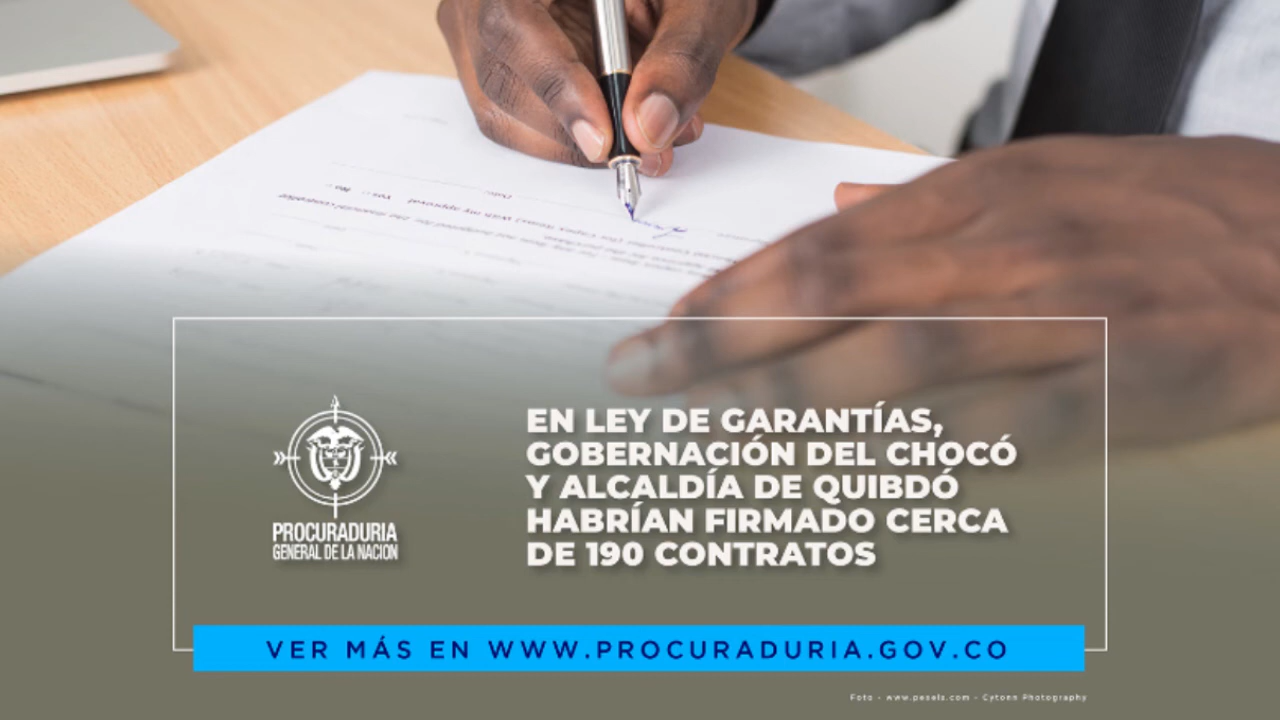 EN LEY DE GARANTÍAS,
GOBERNACIÓN DEL CHOCÓ
Y ALCALDÍA DE QUIBDÓ
HABRÍAN FIRMADO CERCA
DE 190 CONTRATOS
PROCURADURIA
GENERAL DE LA NACION
VER MÁS EN WWW.PROCURADURIA.GOV.CO
Foto - www.pexels.com - Cytonn Photography